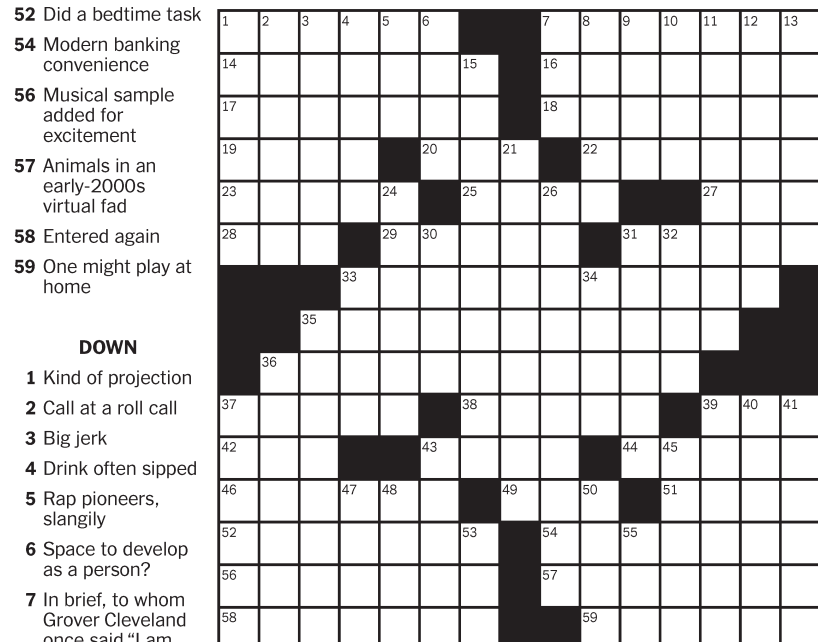 52 Did a bedtime task
54 Modern banking
convenience
56 Musical sample
added for
excitement
57 Animals in an
early-2000s
virtual fad
58 Entered again
59 One might play at
home
DOWN
1 Kind of projection
2 Call at a roll call
3 Big jerk
4 Drink often sipped
5 Rap pioneers,
slangily
6 Space to develop
as a person?
7 In brief, to whom
Grover Cleveland
once said “I am
1 2 3 4 5 6 7 8 9 10 11 12 13
14 15 16
17 18
19 20 21 22
23 24 25 26 27
28 29 30 31 32
33 34
35
36
37 38 39 40 41
42 43 44 45
46 47 48 49 50 51
52 53 54 55
56 57
58 59